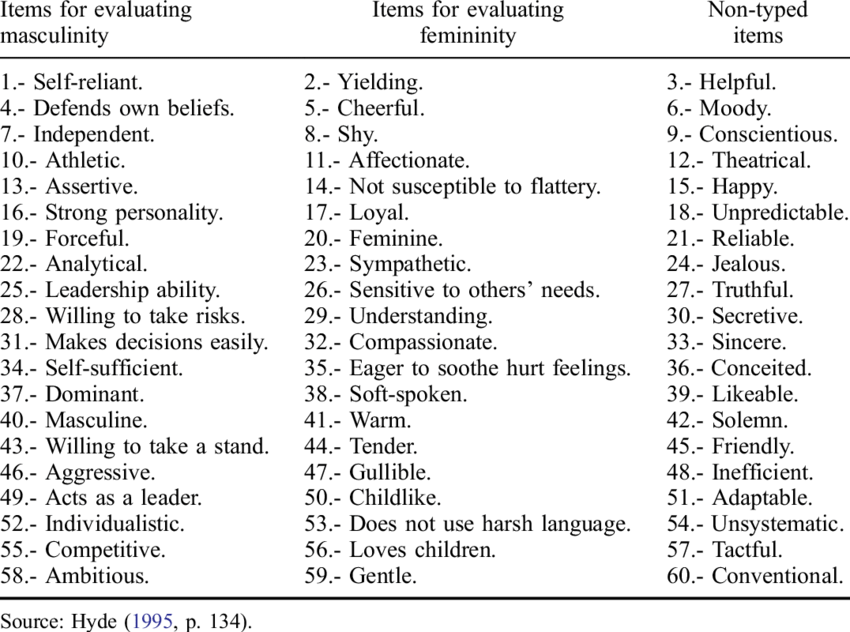 Items for evaluating masculinity Items for evaluating femininity Non-typed items
1.- Self-reliant. 2.- Yielding. 3.- Helpful.
4.- Defends own beliefs. 5.- Cheerful. 6.- Moody.
7.- Independent. 8.- Shy. 9.- Conscientious.
10.- Athletic. 11.- Affectionate. 12.- Theatrical.
13.- Assertive. 14.- Not susceptible to flattery. 15.- Happy.
16.- Strong personality. 17.- Loyal. 18.- Unpredictable.
19.- Forceful. 20.- Feminine. 21.- Reliable.
22.- Analytical. 23.- Sympathetic. 24.- Jealous.
25.- Leadership ability. 26.- Sensitive to others' needs. 27.- Truthful.
28.- Willing to take risks. 29.- Understanding. 30.- Secretive.
31.- Makes decisions easily. 32.- Compassionate. 33.- Sincere.
34.- Self-sufficient. 35.- Eager to soothe hurt feelings. 36.- Conceited.
37.- Dominant. 38.- Soft-spoken. 39.- Likeable.
40.- Masculine. 41.- Warm. 42.- Solemn.
43.- Willing to take a stand. 44.- Tender. 45.- Friendly.
46.- Aggressive. 47.- Gullible. 48.- Inefficient.
49.- Acts as a leader. 50.- Childlike. 51.- Adaptable.
52.- Individualistic. 53.- Does not use harsh language. 54.- Unsystematic.
55.- Competitive. 56.- Loves children. 57.- Tactful.
58.- Ambitious. 59.- Gentle. 60.- Conventional.
Source: Hyde (1995, p. 134).